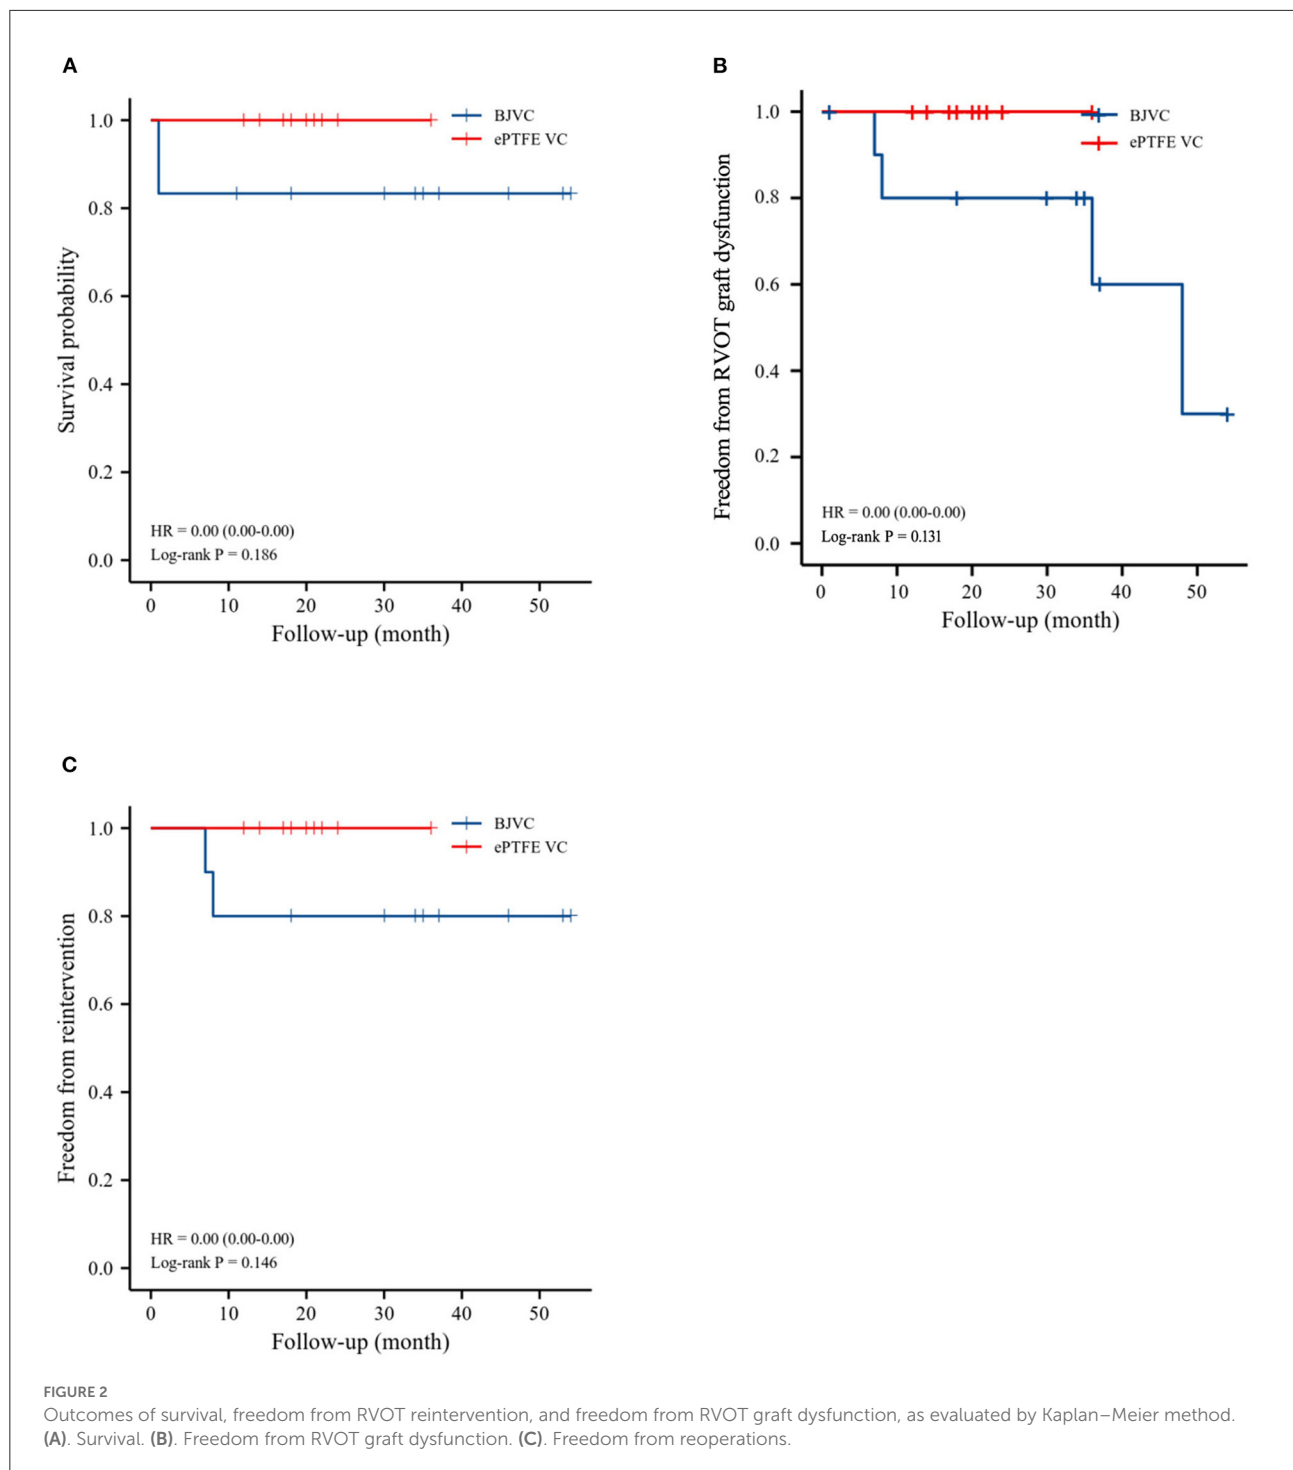 A
1.0
0.8
0.6
0.4
0.2
0.0
Survival probability
BJVC
ePTFE VC
HR = 0.00 (0.00-0.00)
Log-rank P = 0.186
0 10 20 30 40 50
Follow-up (month)
B
1.0
0.8
0.6
0.4
0.2
0.0
Freedom from RVOT graft dysfunction
BJVC
ePTFE VC
HR = 0.00 (0.00-0.00)
Log-rank P = 0.131
0 10 20 30 40 50
Follow-up (month)
C
1.0
0.8
0.6
0.4
0.2
0.0
Freedom from reintervention
BJVC
ePTFE VC
HR = 0.00 (0.00-0.00)
Log-rank P = 0.146
0 10 20 30 40 50
Follow-up (month)
FIGURE 2
Outcomes of survival, freedom from RVOT reintervention, and freedom from RVOT graft dysfunction, as evaluated by Kaplan–Meier method.
(A). Survival. (B). Freedom from RVOT graft dysfunction. (C). Freedom from reoperations.